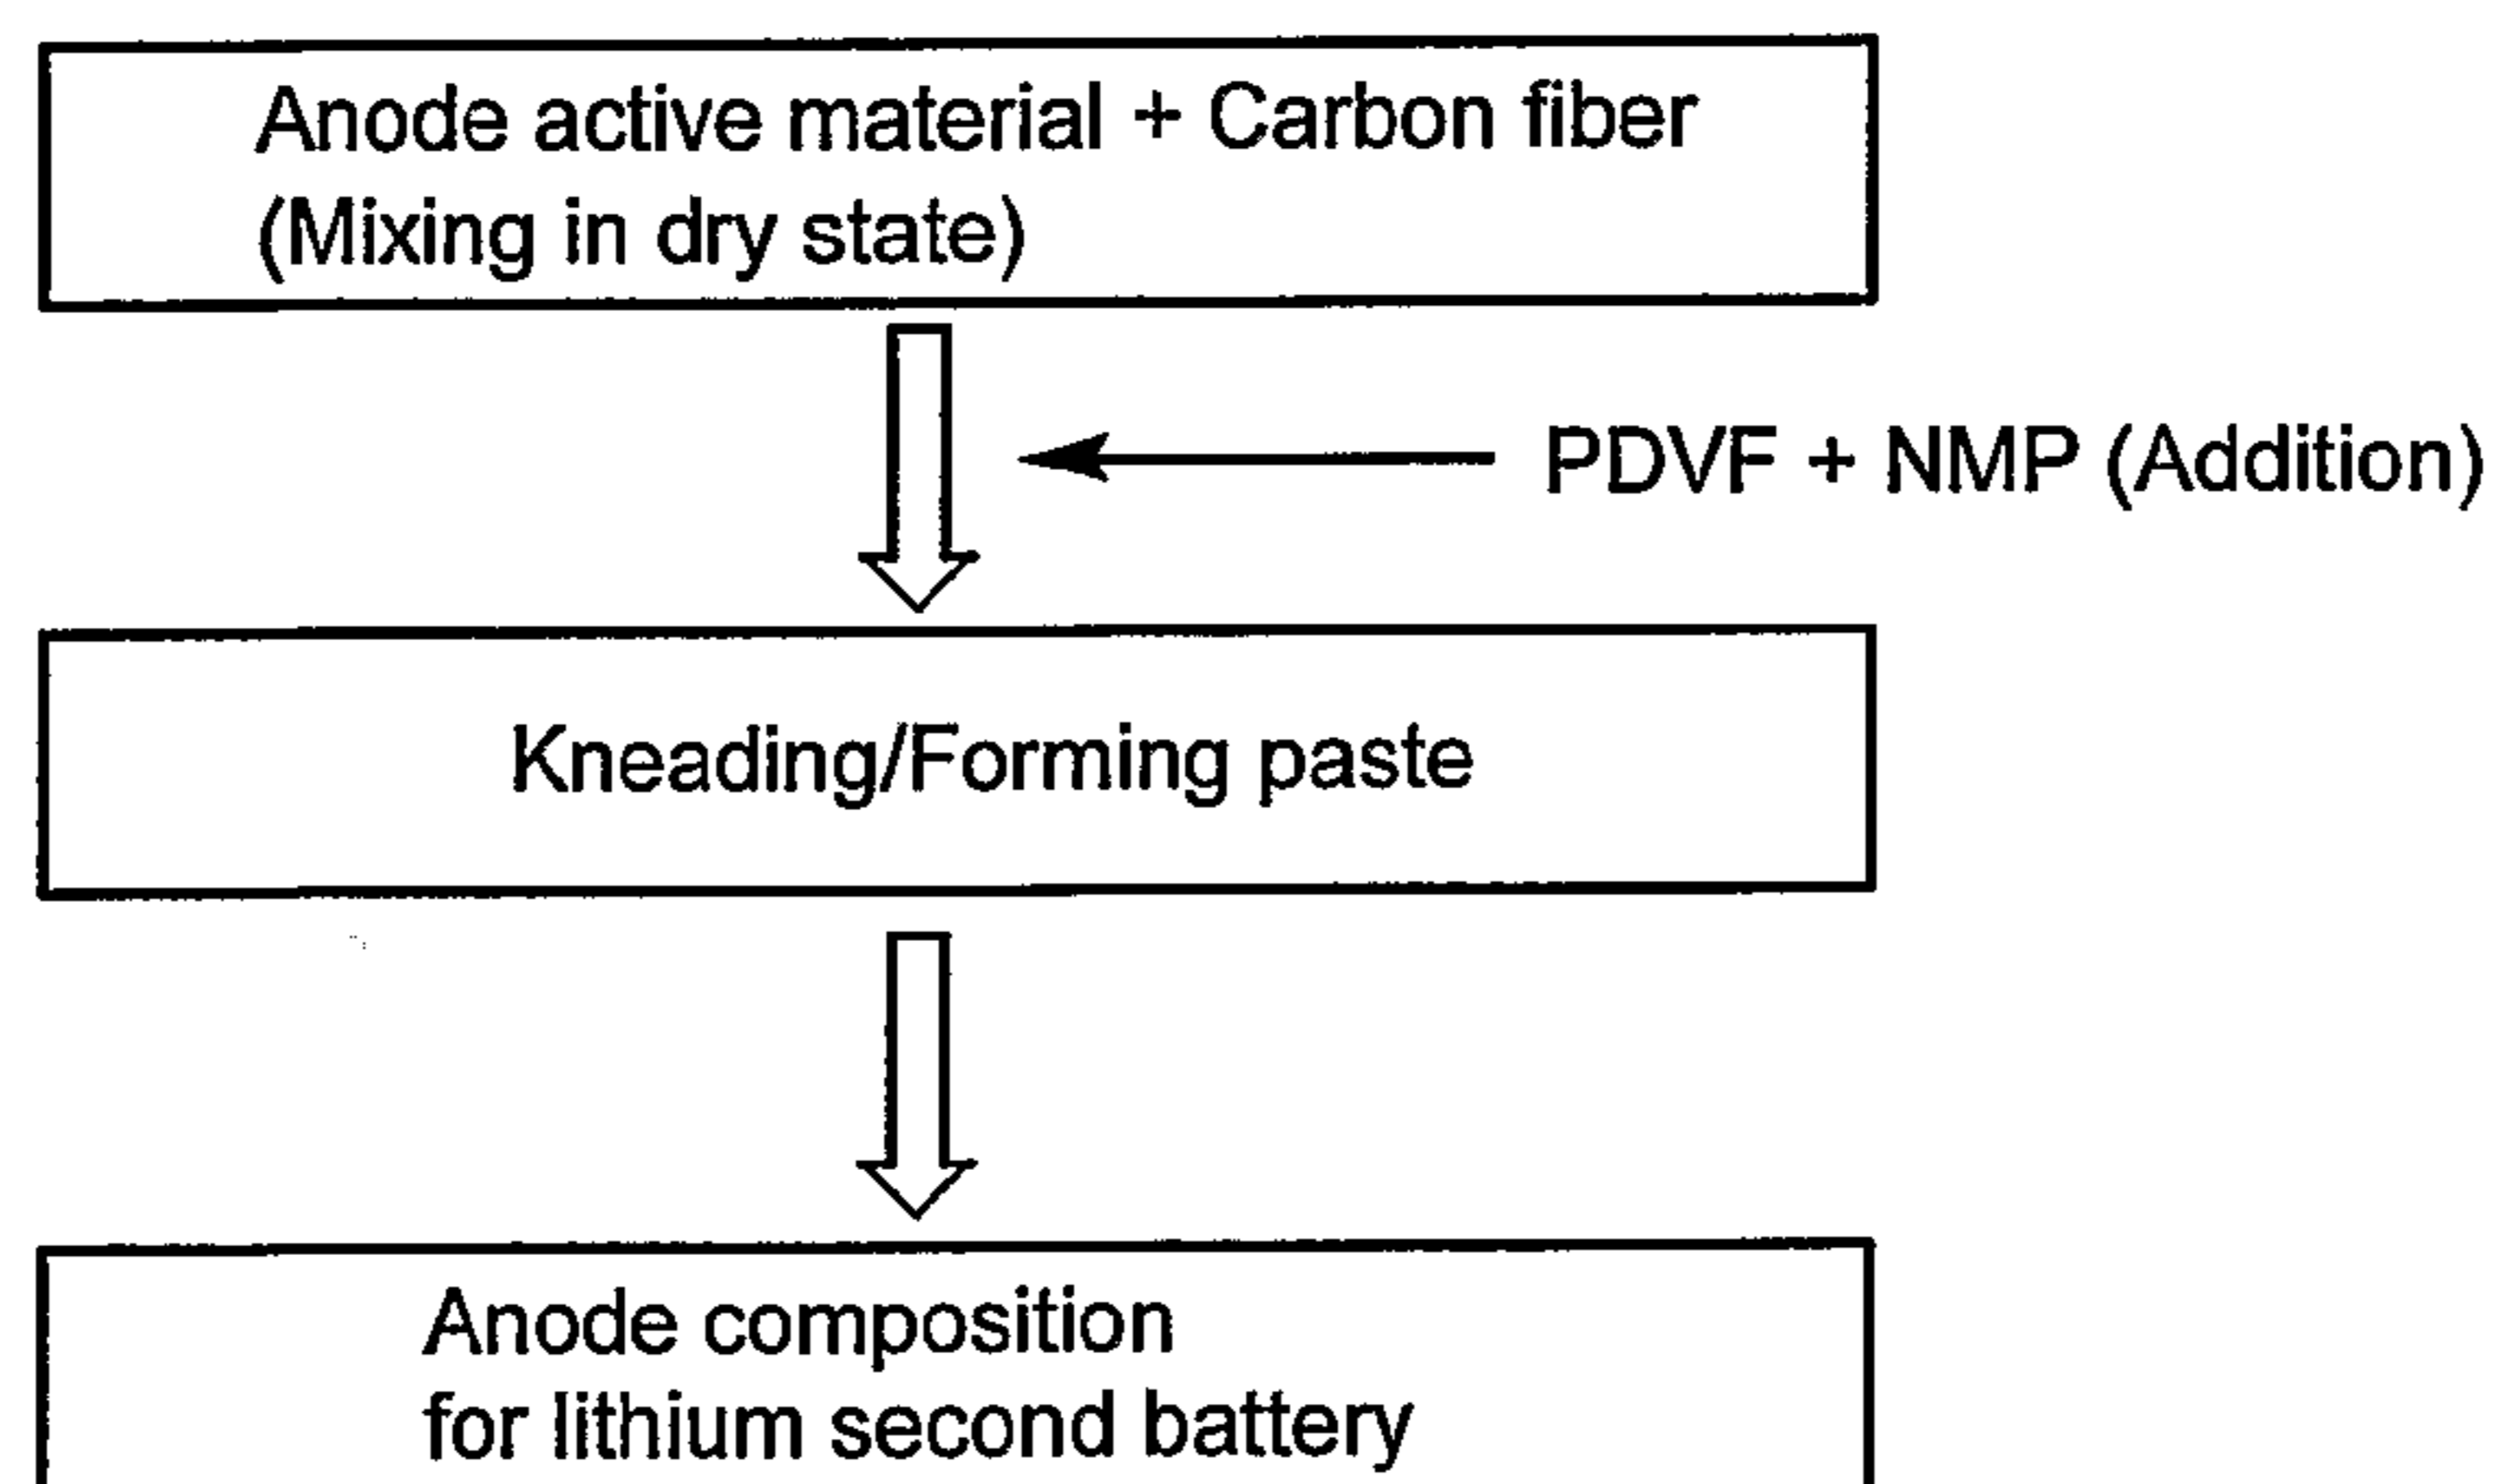 Anode active material + Carbon fiber
(Mixing in dry state)
PDVF + NMP (Addition)
Kneading/Forming paste
Anode composition
for lithium second battery